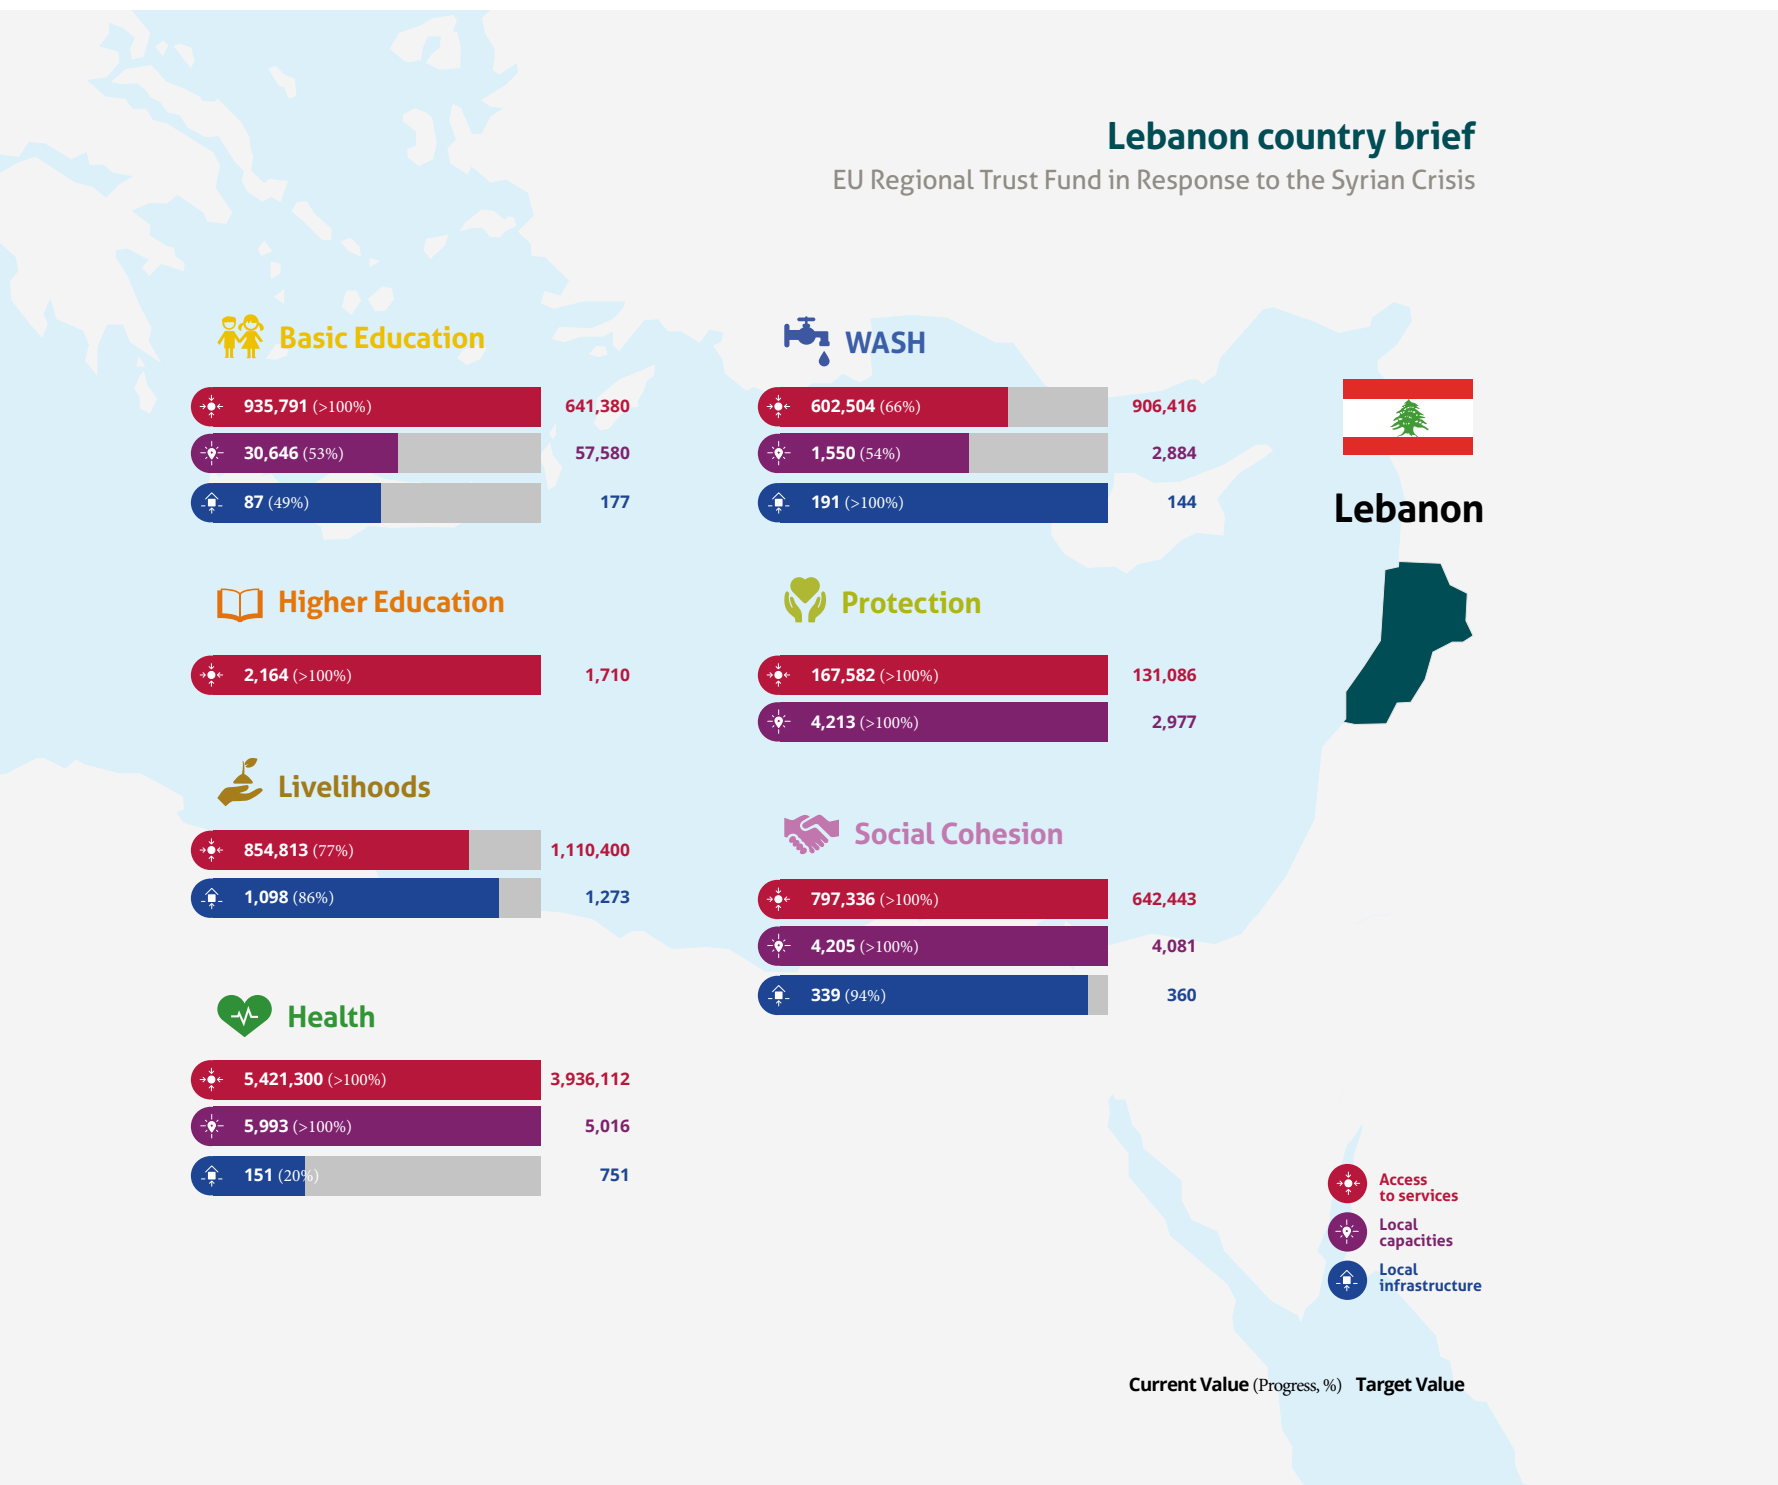 Lebanon country brief
EU Regional Trust Fund in Response to the Syrian Crisis
Basic Education
935,791 (>100%) 641,380
30,646 (53%) 57,580
87 (49%) 177
Higher Education
2,164 (>100%) 1,710
Livelihoods
854,813 (77%) 1,110,400
1,098 (86%) 1,273
Health
5,421,300 (>100%) 3,936,112
5,993 (>100%) 5,016
151 (20%) 751
WASH
602,504 (66%) 906,416
1,550 (54%) 2,884
191 (>100%) 144
Protection
167,582 (>100%) 131,086
4,213 (>100%) 2,977
Social Cohesion
797,336 (>100%) 642,443
4,205 (>100%) 4,081
339 (94%) 360
Lebanon
Access
to services
Local
capacities
Local
infrastructure
Current Value (Progress, %) Target Value